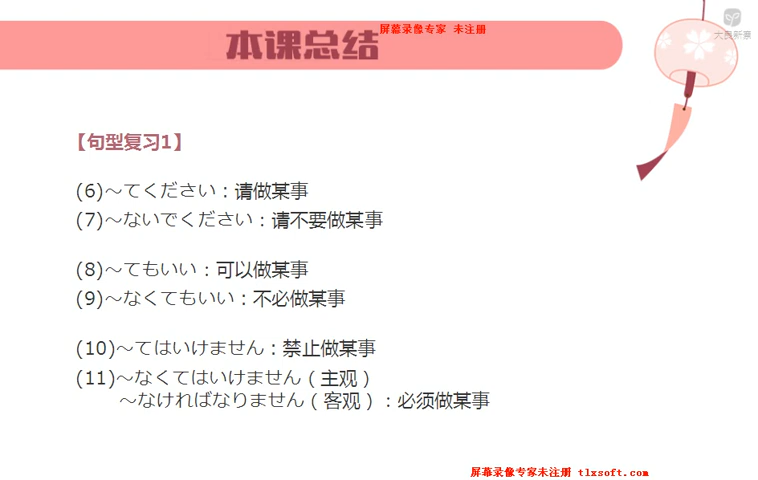 本课总结
屏幕录像专家 未注册
大良新景
【句型复习1】
(6)～てください：请做某事
(7)～ないでください：请不要做某事
(8)～てもいい：可以做某事
(9)～なくてもいい：不必做某事
(10)～てはいけません：禁止做某事
(11)～なくてはいけません（主观）
～なければなりません（客观）：必须做某事
屏幕录像专家未注册 tlxsoft.com